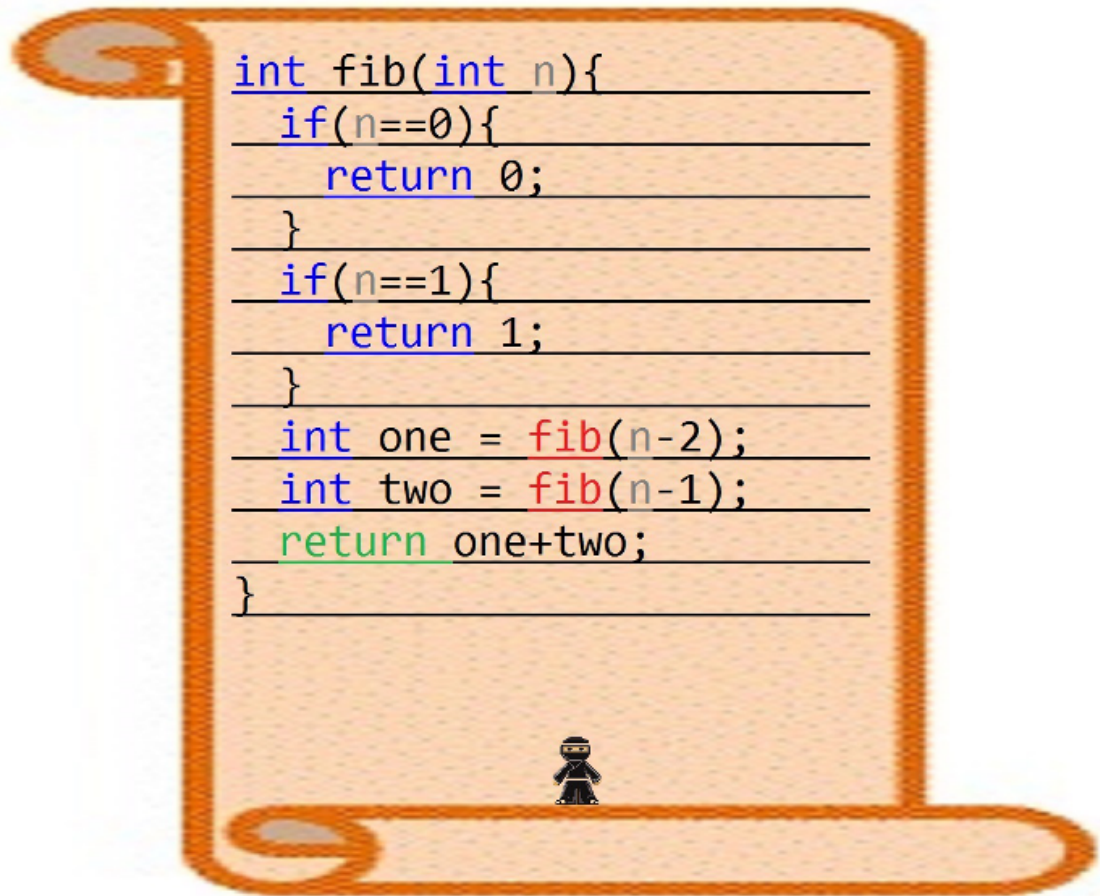 int fib(int n){
  if(n==0){
    return 0;
  }
  if(n==1){
    return 1;
  }
  int one = fib(n-2);
  int two = fib(n-1);
  return one+two;
}